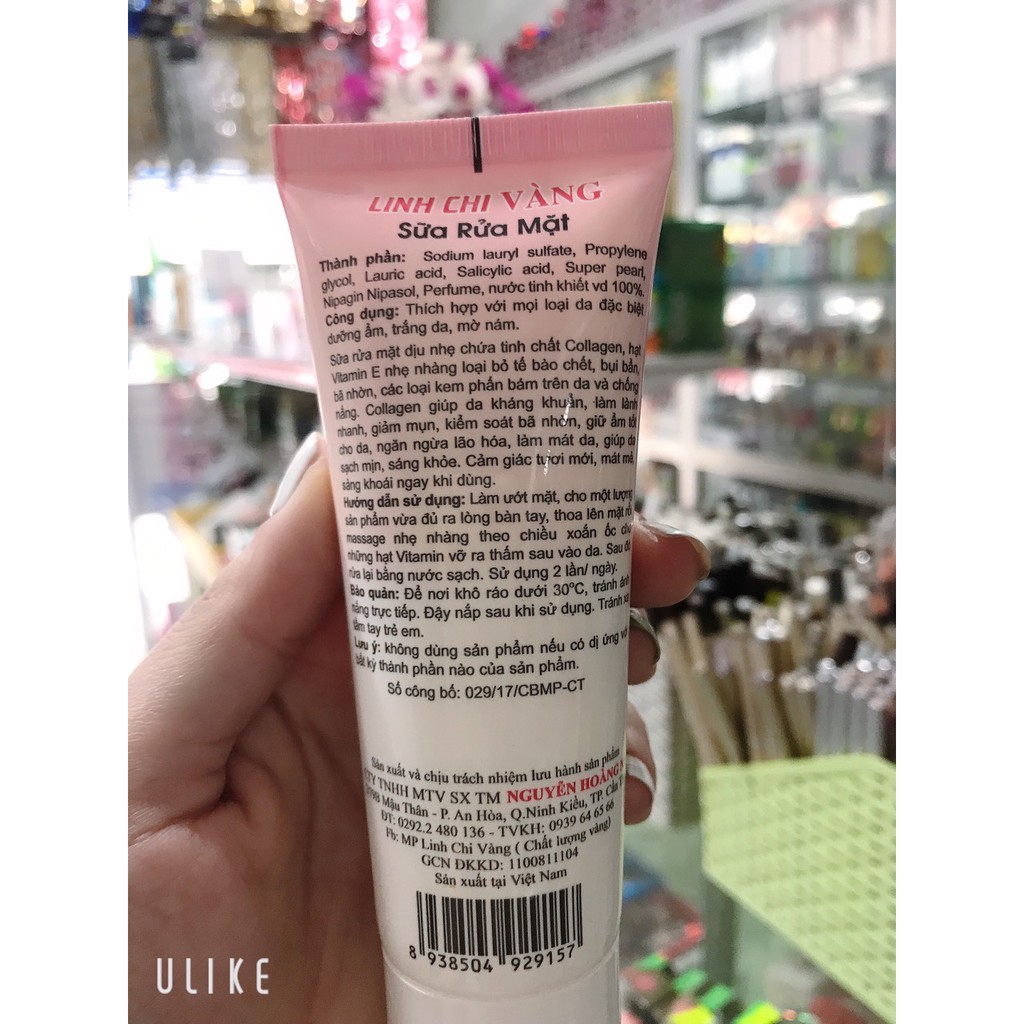 LINH CHI VÀNG
Sữa Rửa Mặt
Thành phần: Sodium lauryl sulfate, Propylene
glycol, Lauric acid, Salicylic acid, Super pearl,
Nipagin Nipasol, Perfume, nước tinh khiết vd 100%.
Công dụng: Thích hợp với mọi loại da đặc biệt
dưỡng ẩm, trắng da, mờ nám.
Sữa rửa mặt dịu nhẹ chứa tinh chất Collagen, hạt
Vitamin E nhẹ nhàng loại bỏ tế bào chết, bụi bẩn,
bã nhờn, các loại kem phấn bám trên da và chống
nắng. Collagen giúp da kháng khuẩn, làm lành
nhanh, giảm mụn, kiểm soát bã nhờn, giữ ẩm tốt
cho da, ngăn ngừa lão hóa, làm mát da, giúp da
sạch mịn, sáng khỏe. Cảm giác tươi mới, mát mẻ,
sảng khoái ngay khi dùng.
Hướng dẫn sử dụng: Làm ướt mặt, cho một lượng
sản phẩm vừa đủ ra lòng bàn tay, thoa lên mặt rồi
massage nhẹ nhàng theo chiều xoắn ốc cho
những hạt Vitamin vỡ ra thấm sau vào da. Sau đó
rửa lại bằng nước sạch. Sử dụng 2 lần/ ngày.
Bảo quản: Để nơi khô ráo dưới 30ºC, tránh ánh
nắng trực tiếp. Đậy nắp sau khi sử dụng. Tránh xa
tầm tay trẻ em.
Lưu ý: không dùng sản phẩm nếu có dị ứng với
bất kỳ thành phần nào của sản phẩm.
Số công bố: 029/17/CBMP-CT
Sản xuất và chịu trách nhiệm lưu hành sản phẩm
CTY TNHH MTV SX TM NGUYỄN HOÀNG
Mậu Thân - P. An Hòa, Q.Ninh Kiều, TP. Cần
ĐT: 0292.2 480 136 - TVKH: 0939 64 65 66
Fb: MP Linh Chi Vàng ( Chất lượng vàng)
GCN ĐKKD: 1100811104
Sản xuất tại Việt Nam
8 938504 929157
ULIKE